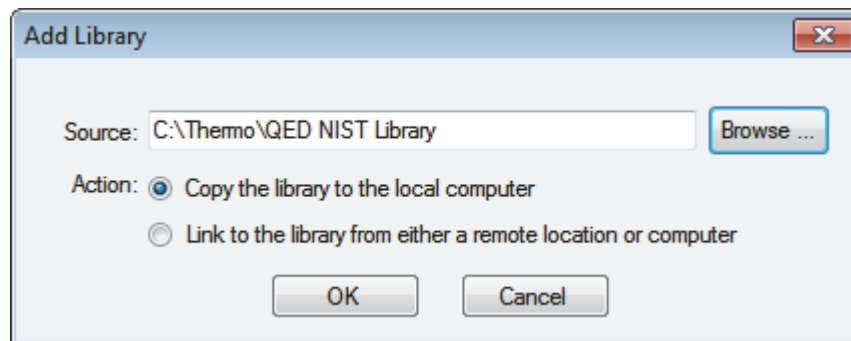 Add Library
Source: C:\Thermo\QED NIST Library Browse ...
Action: Copy the library to the local computer
Link to the library from either a remote location or computer
OK Cancel